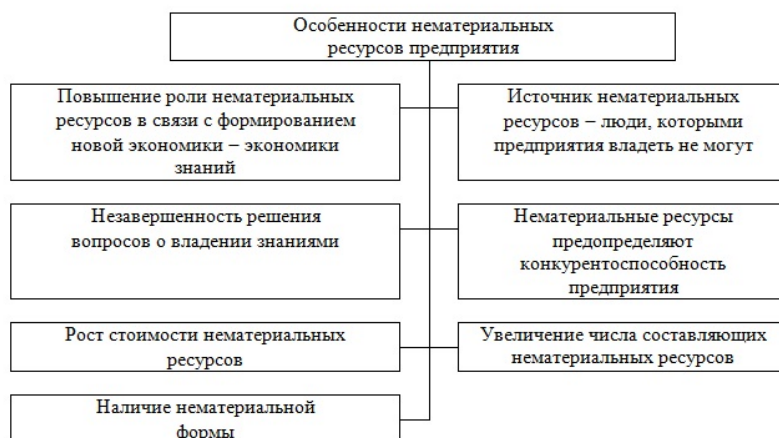 Особенности нематериальных
ресурсов предприятия
Повышение роли нематериальных
ресурсов в связи с формированием
новой экономики – экономики
знаний
Источник нематериальных
ресурсов – люди, которыми
предприятия владеть не могут
Незавершенность решения
вопросов о владении знаниями
Нематериальные ресурсы
предопределяют
конкурентоспособность
предприятия
Рост стоимости нематериальных
ресурсов
Увеличение числа составляющих
нематериальных ресурсов
Наличие нематериальной
формы